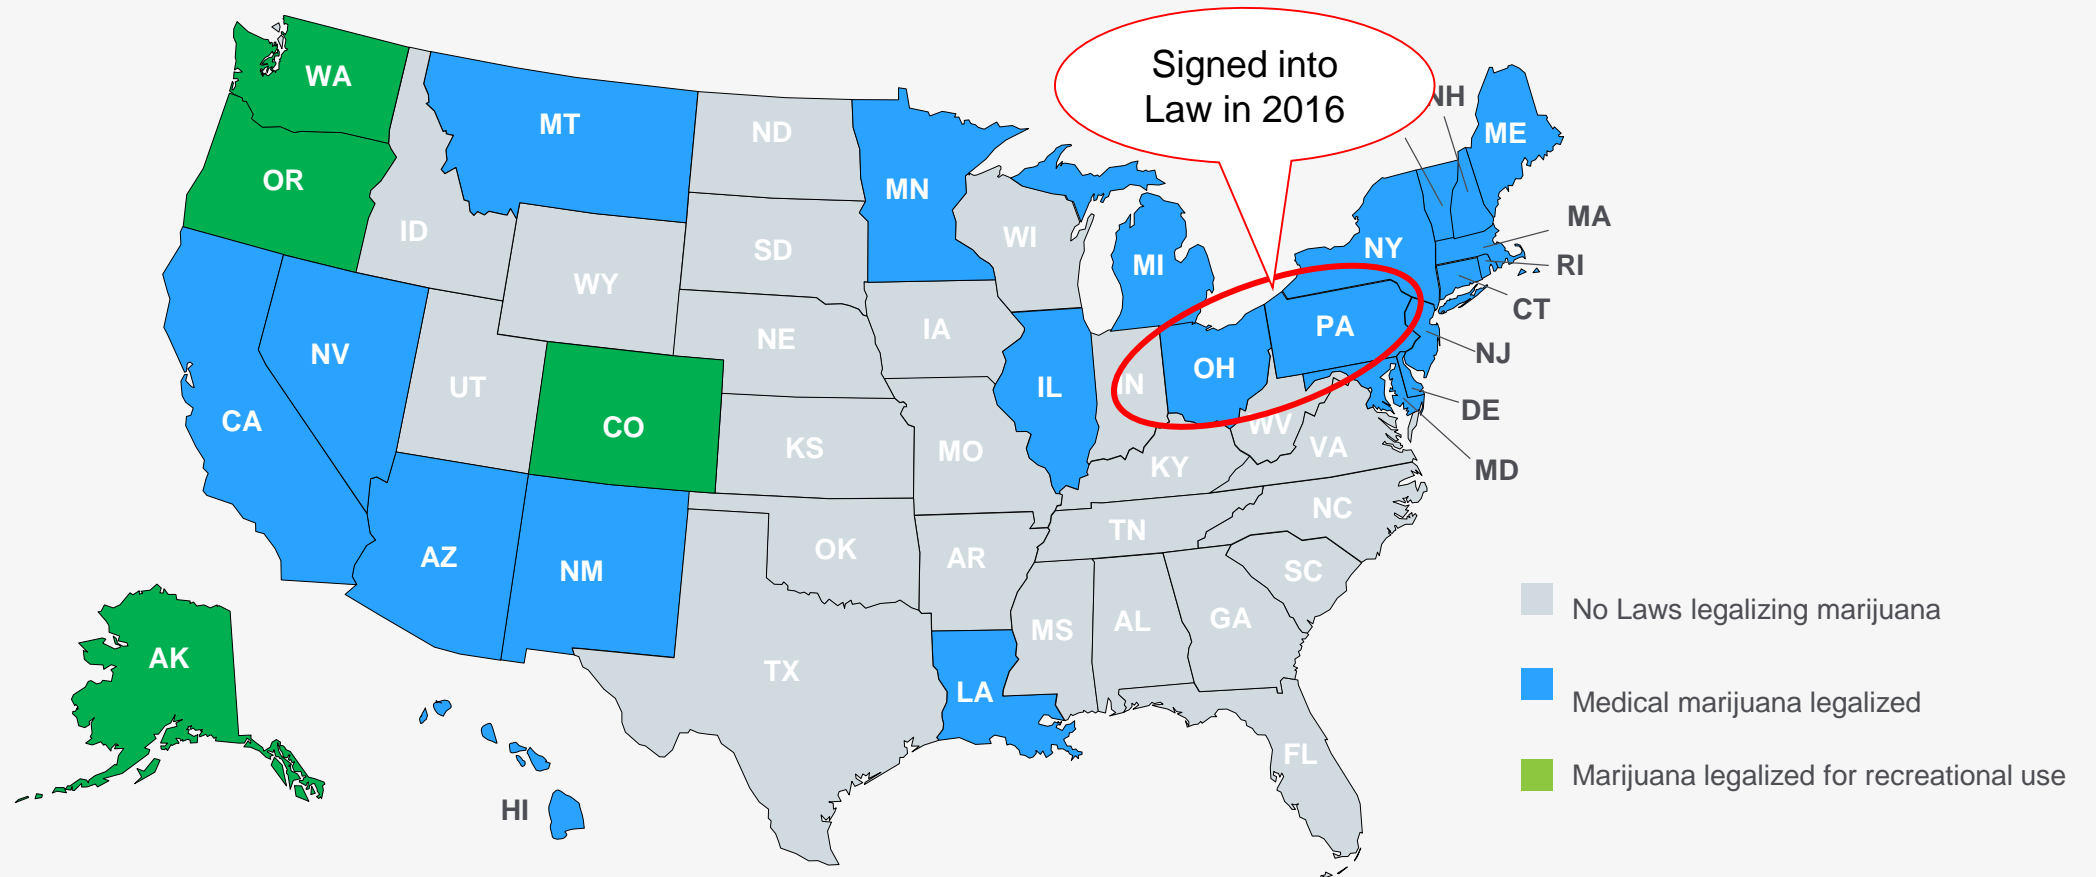 Signed into
Law in 2016
WA
MT
ND
MN
NH
ME
OR
ID
SD
WI
MI
NY
MA
RI
WY
CT
NE
IA
PA
NJ
NV
UT
CO
IL
IN
OH
DE
CA
KS
MO
KY
WV
VA
MD
AZ
NM
OK
AR
TN
NC
SC
MS
AL
GA
AK
TX
LA
FL
HI
No Laws legalizing marijuana
Medical marijuana legalized
Marijuana legalized for recreational use